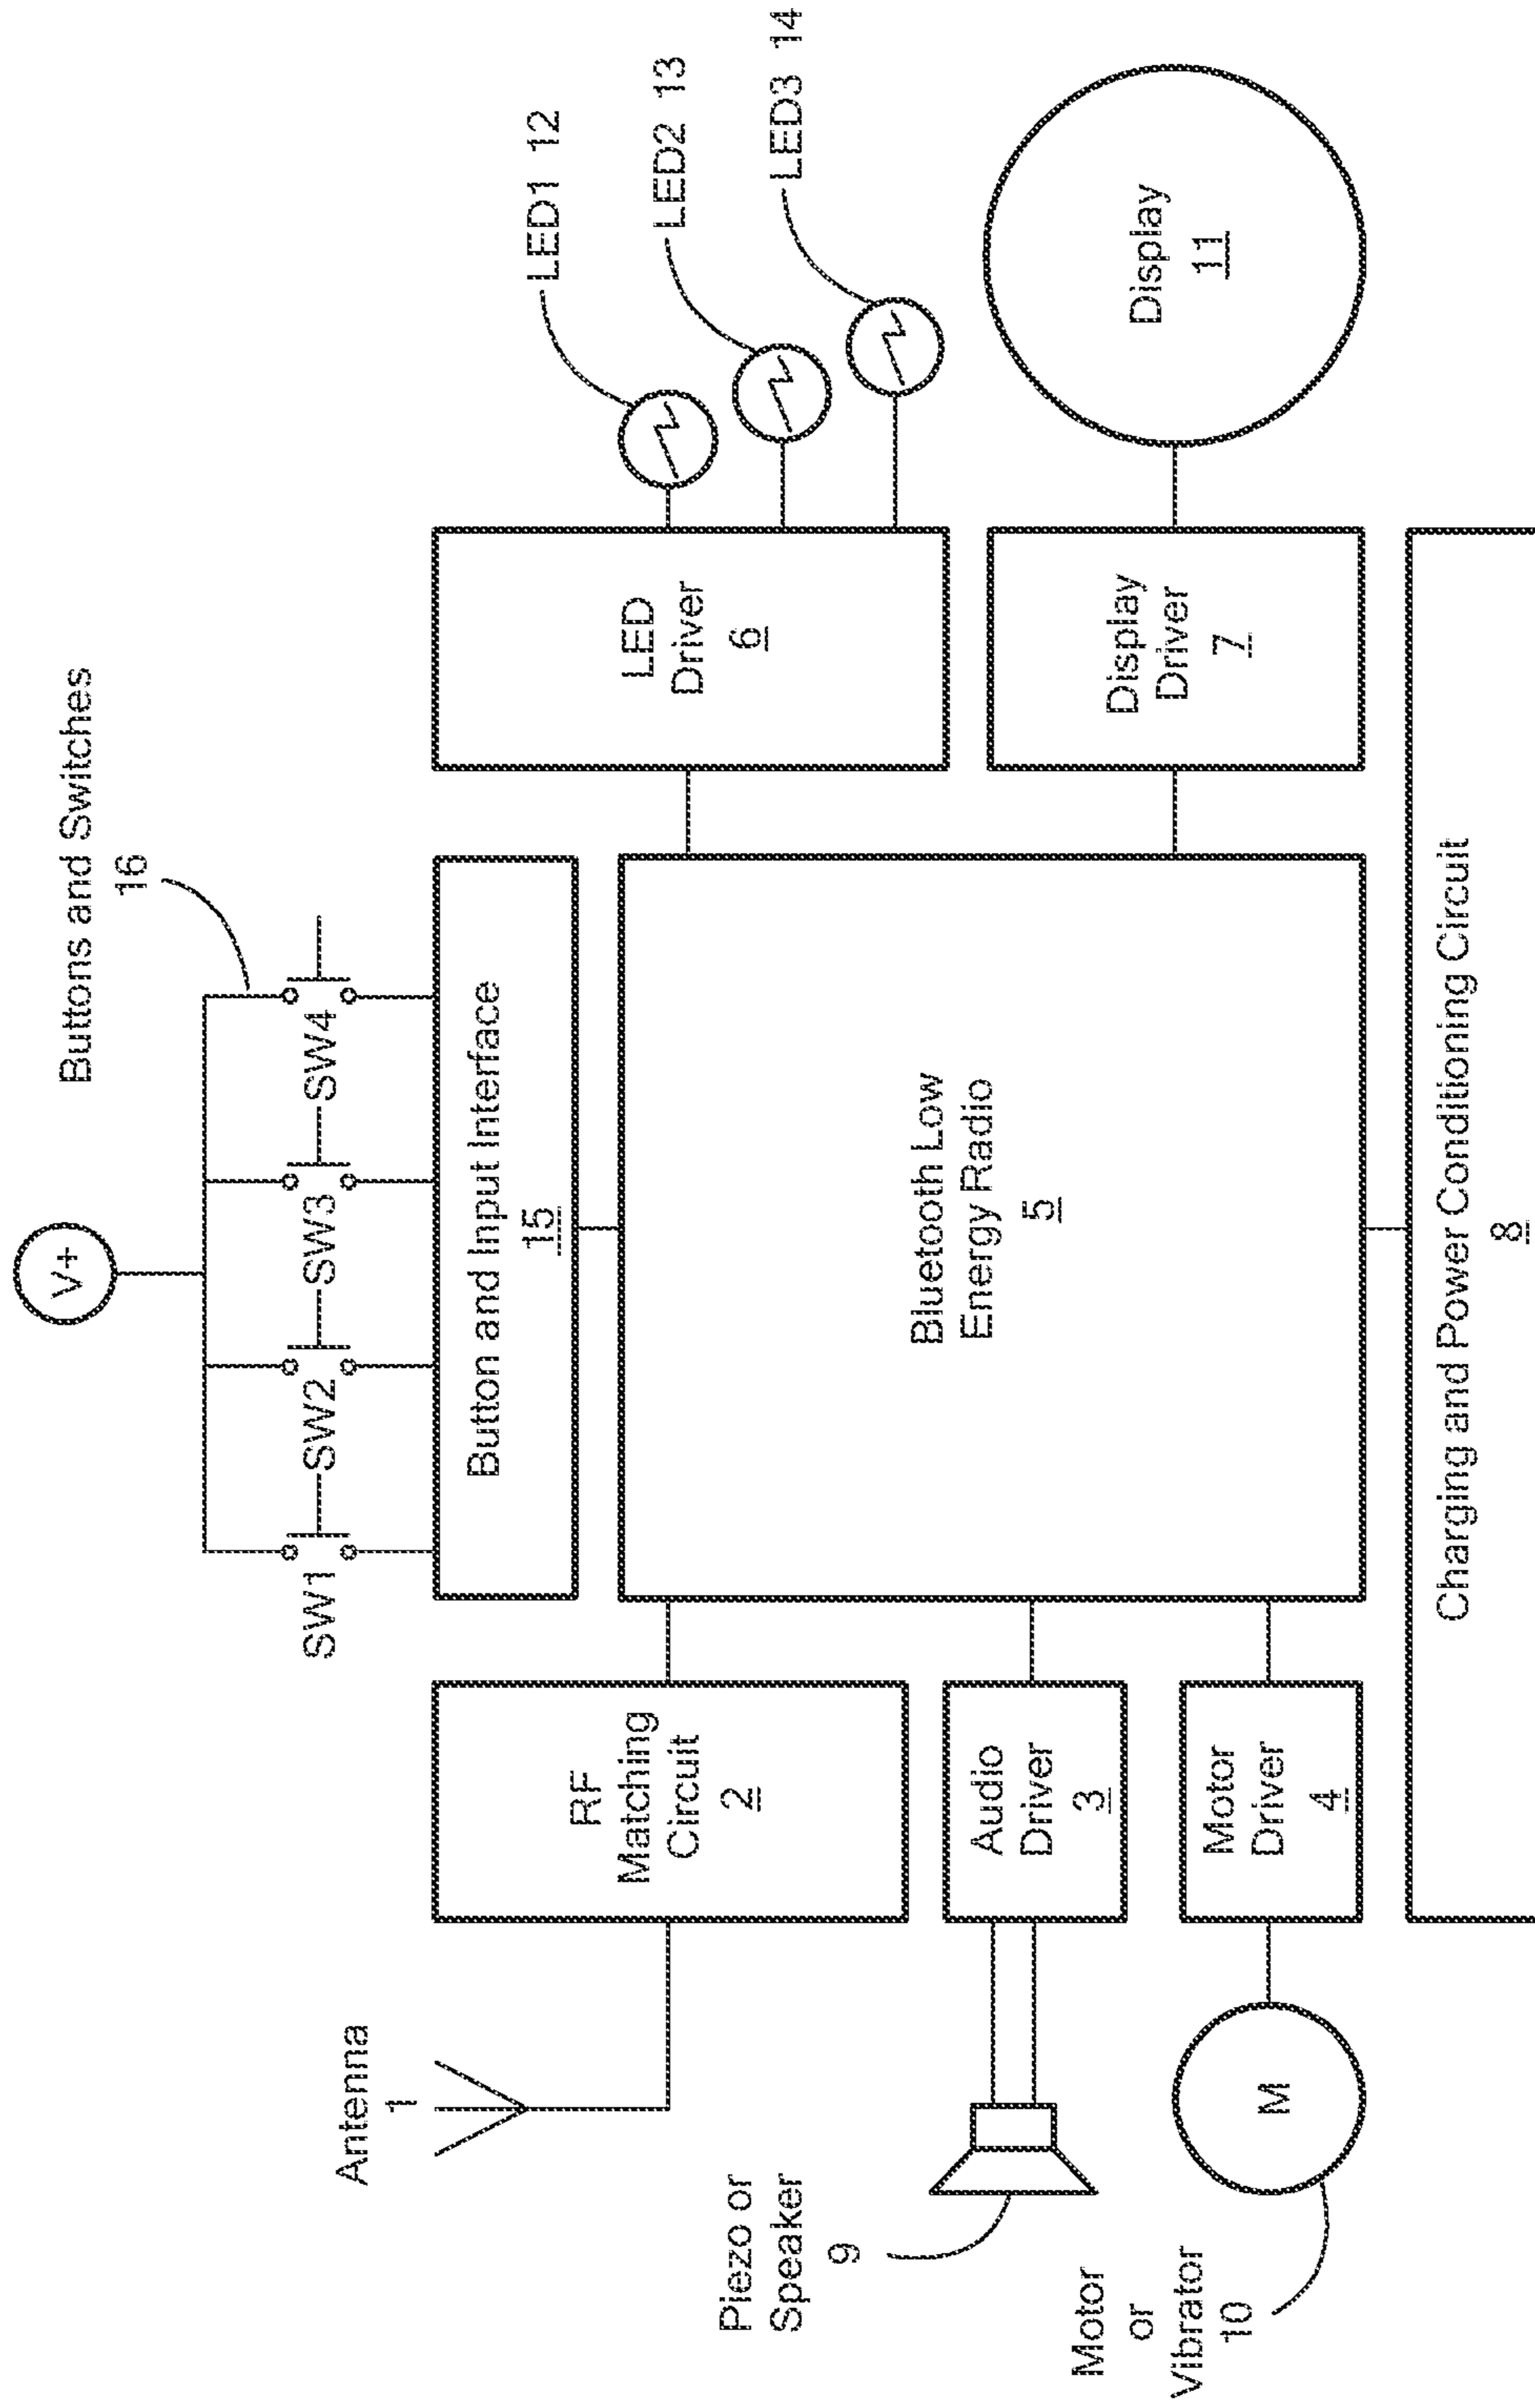 Buttons and Switches
16
V+
SW1
SW2
SW3
SW4
Antenna
1
RF
Matching
Circuit
2
Button and Input Interface
15
LED
Driver
6
LED1 12
LED2 13
LED3 14
Piezo or
Speaker
9
Audio
Driver
3
Bluetooth Low
Energy Radio
5
Display
Driver
7
Display
11
Motor
or
Vibrator
10
M
Motor
Driver
4
Charging and Power Conditioning Circuit
8